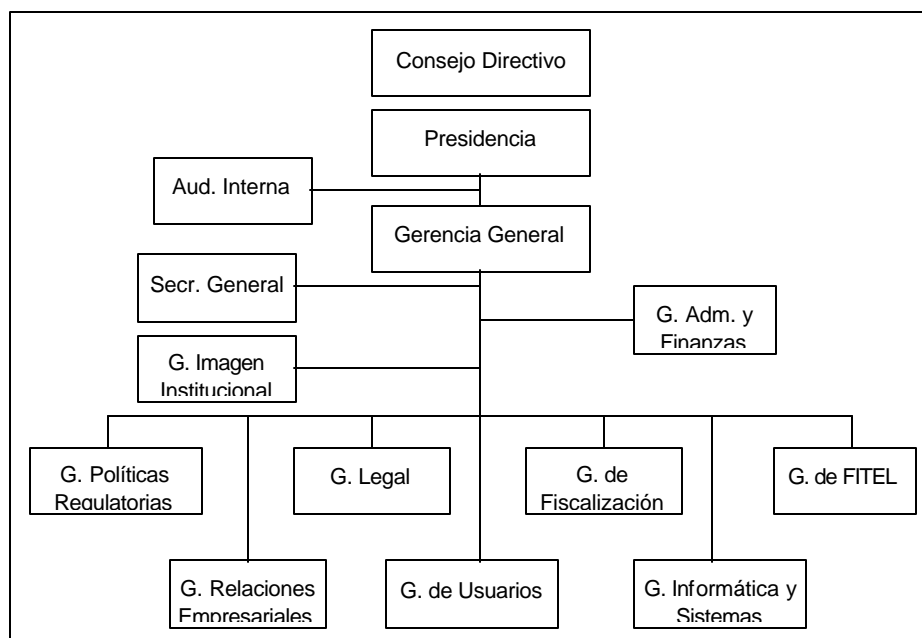 Consejo Directivo
Presidencia
Aud. Interna
Gerencia General
Secr. General
G. Adm. y
Finanzas
G. Imagen
Institucional
G. Políticas
Regulatorias
G. Legal
G. de
Fiscalización
G. de FITEL
G. Relaciones
Empresariales
G. de Usuarios
G. Informática y
Sistemas